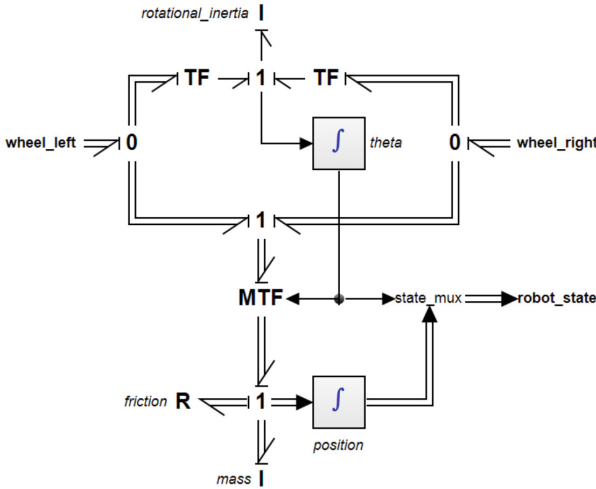 rotational_inertia I
TF 1 TF
wheel_left 0 ∫ theta 0 wheel_right
1
MTF state_mux robot_state
friction R 1 ∫
position
mass I